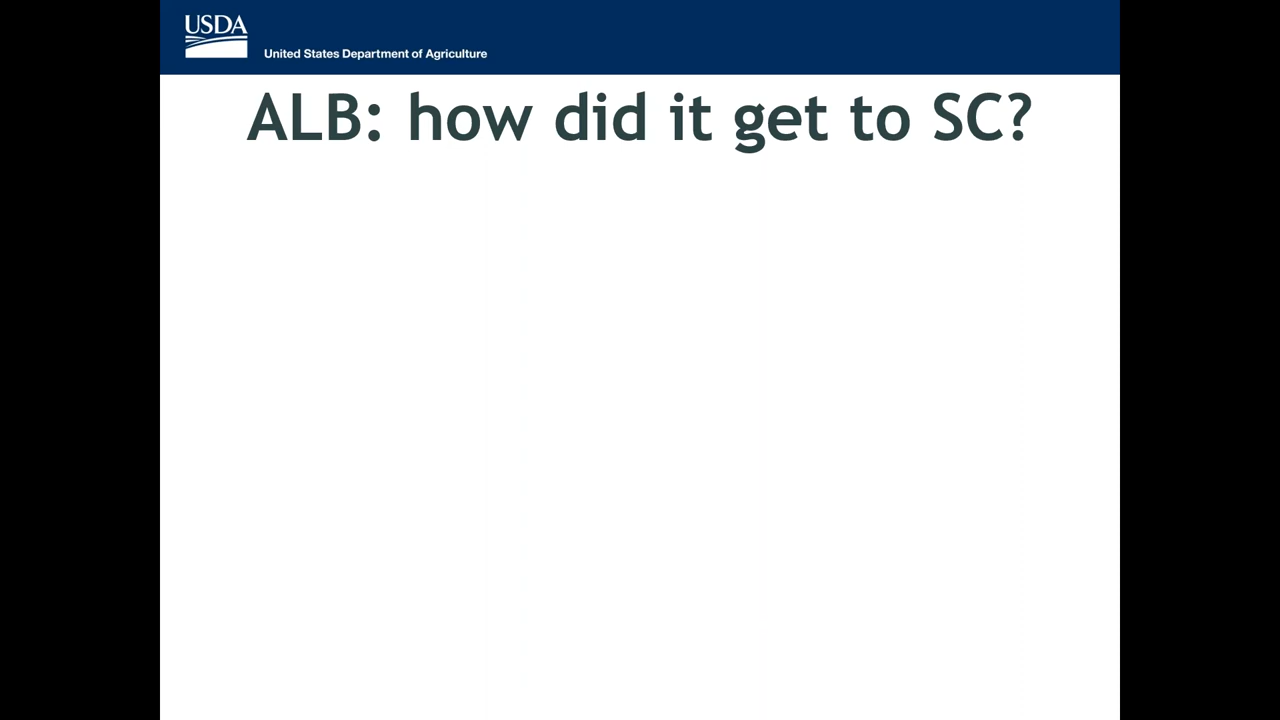 USDA
United States Department of Agriculture
ALB: how did it get to SC?